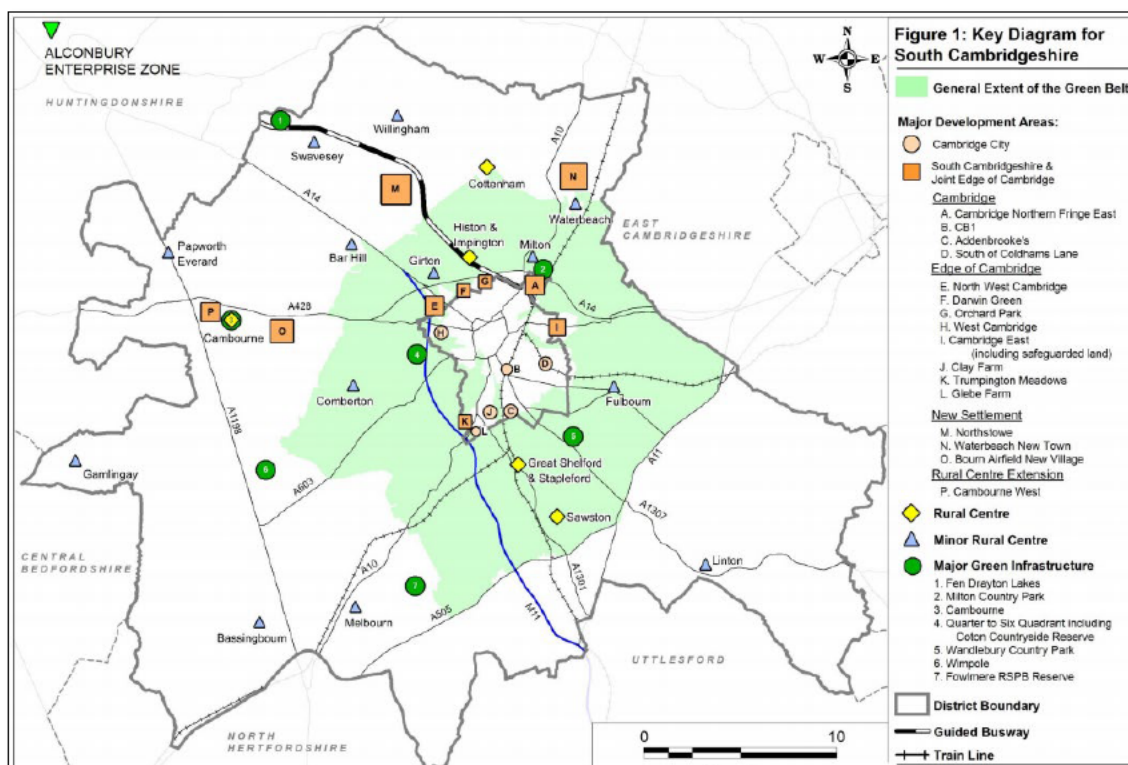 ALCONBURY
ENTERPRISE ZONE
HUNTINGDONSHIRE
1
Willingham
Swavesey
A10
N
W E
S
Cottenham
N
M
Waterbeach
A14
EAST
CAMBRIDGESHIRE
Histon &
Impington
Milton
Papworth
Everard
Bar Hill
Girton
2
G
F
A
A14
A428
P
E
3
Cambourne
O
H
I
4
D
B
Comberton
Fulbourn
A1198
J
C
K
L
5
A11
Gamlingay
6
Great Shelford
& Stapleford
A603
A1307
Sawston
CENTRAL
BEDFORDSHIRE
Linton
A10
7
A1301
Melbourn
A505
M11
Bassingbourn
UTTLESFORD
NORTH
HERTFORDSHIRE
0 10
Figure 1: Key Diagram for
South Cambridgeshire
General Extent of the Green Belt
Major Development Areas:
Cambridge City
South Cambridgeshire &
Joint Edge of Cambridge
Cambridge
A. Cambridge Northern Fringe East
B. CB1
C. Addenbrooke's
D. South of Coldhams Lane
Edge of Cambridge
E. North West Cambridge
F. Darwin Green
G. Orchard Park
H. West Cambridge
I. Cambridge East
(including safeguarded land)
J. Clay Farm
K. Trumpington Meadows
L. Glebe Farm
New Settlement
M. Northstowe
N. Waterbeach New Town
O. Bourn Airfield New Village
Rural Centre Extension
P. Cambourne West
Rural Centre
Minor Rural Centre
Major Green Infrastructure
1. Fen Drayton Lakes
2. Milton Country Park
3. Cambourne
4. Quarter to Six Quadrant including
Coton Countryside Reserve
5. Wandlebury Country Park
6. Wimpole
7. Fowlmere RSPB Reserve
District Boundary
Guided Busway
Train Line